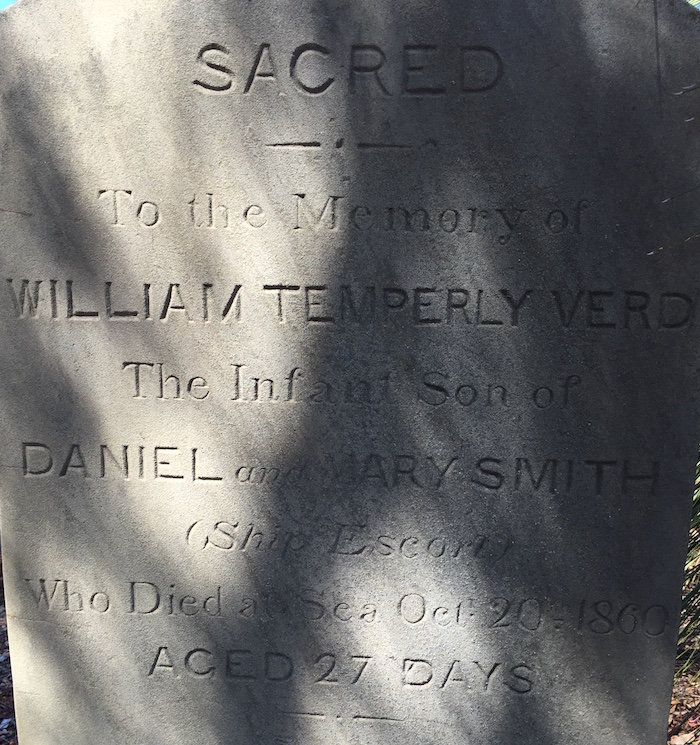 SACRED
To the Memory of
WILLIAM TEMPERLY VERD
The Infant Son of
DANIEL and MARY SMITH
(Ship Escort)
Who Died at Sea Oct. 20th 1860
AGED 27 DAYS